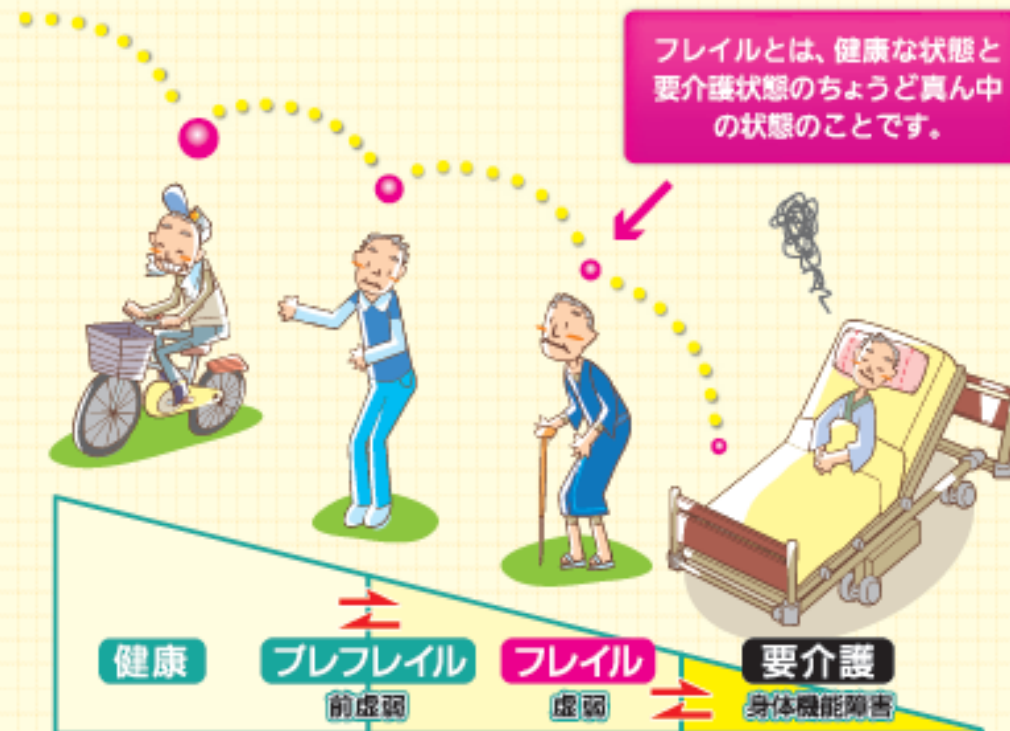 フレイルとは、健康な状態と
要介護状態のちょうど真ん中
の状態のことです。
健康
プレフレイル
前虚弱
フレイル
虚弱
要介護
身体機能障害